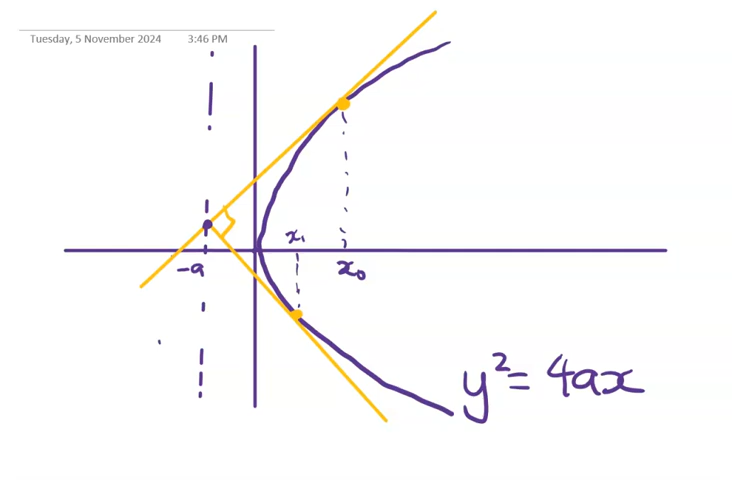 Tuesday, 5 November 2024 3:46 PM
x₁
-a
x₀
y² = 4ax